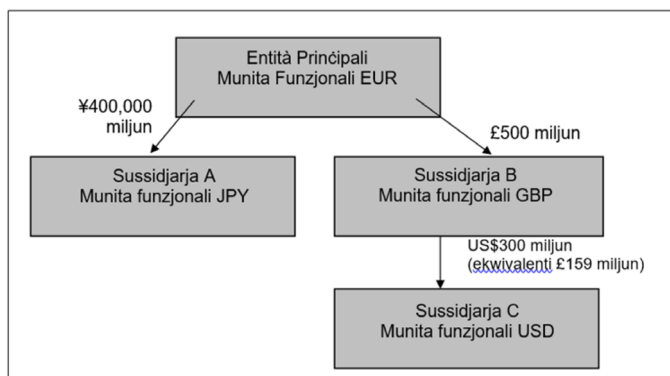 Entità Prinċipali
Munita Funzjonali EUR
¥400,000
miljun
£500 miljun
Sussidjarja A
Munita funzjonali JPY
Sussidjarja B
Munita funzjonali GBP
US$300 miljun
(ekwivalenti £159 miljun)
Sussidjarja C
Munita funzjonali USD